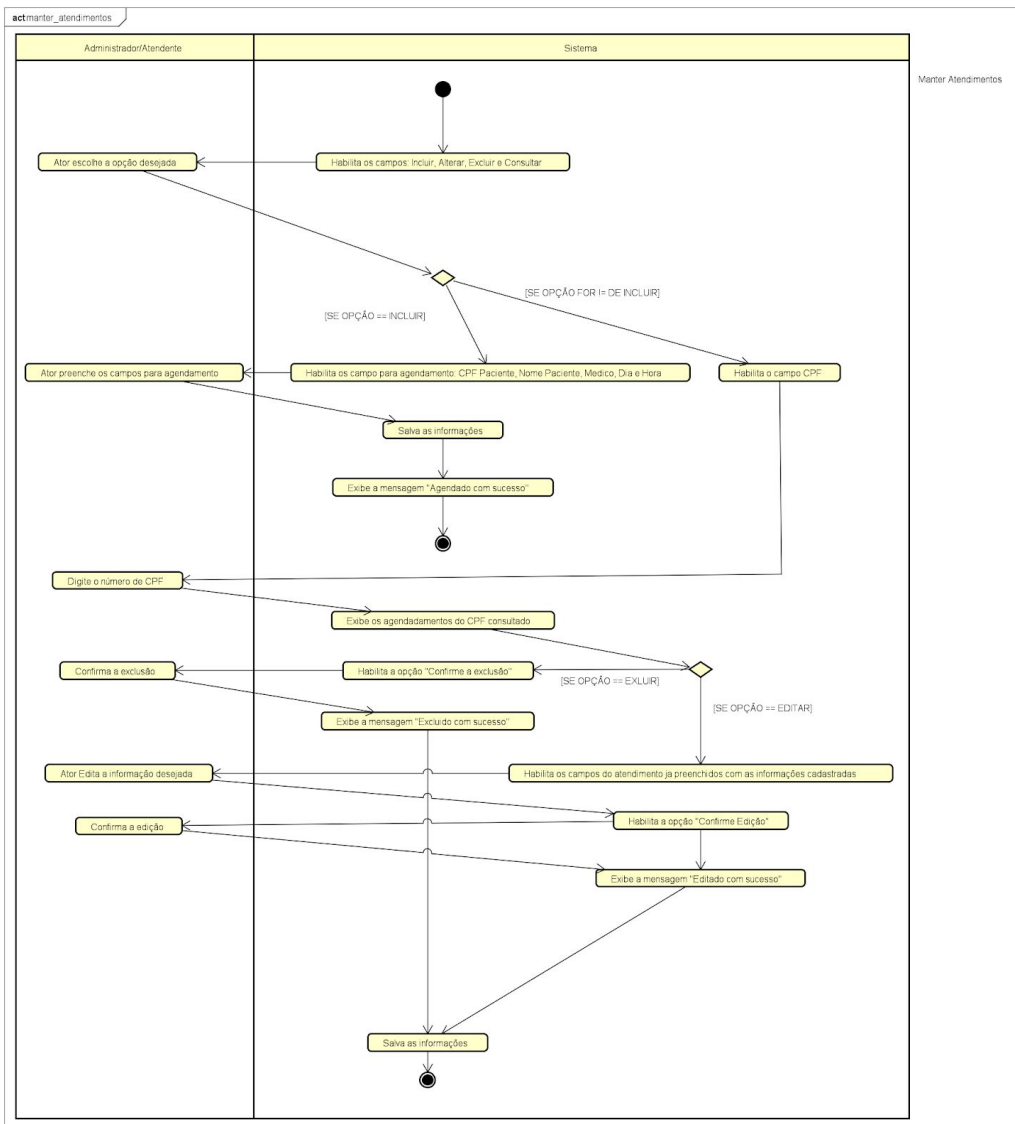 act manter_atendimentos
Administrador/Atendente
Sistema
Manter Atendimentos
Ator escolhe a opção desejada
Habilita os campos: Incluir, Alterar, Excluir e Consultar
[SE OPÇÃO FOR != DE INCLUIR]
[SE OPÇÃO == INCLUIR]
Ator preenche os campos para agendamento
Habilita os campo para agendamento: CPF Paciente, Nome Paciente, Medico, Dia e Hora
Habilita o campo CPF
Salva as informações
Exibe a mensagem "Agendado com sucesso"
Digite o número de CPF
Exibe os agendadamentos do CPF consultado
Confirma a exclusão
Habilita a opção "Confirme a exclusão"
[SE OPÇÃO == EXLUIR]
[SE OPÇÃO == EDITAR]
Exibe a mensagem "Excluido com sucesso"
Ator Edita a informação desejada
Habilita os campos do atendimento ja preenchidos com as informações cadastradas
Confirma a edição
Habilita a opção "Confirme Edição"
Exibe a mensagem "Editado com sucesso"
Salva as informações